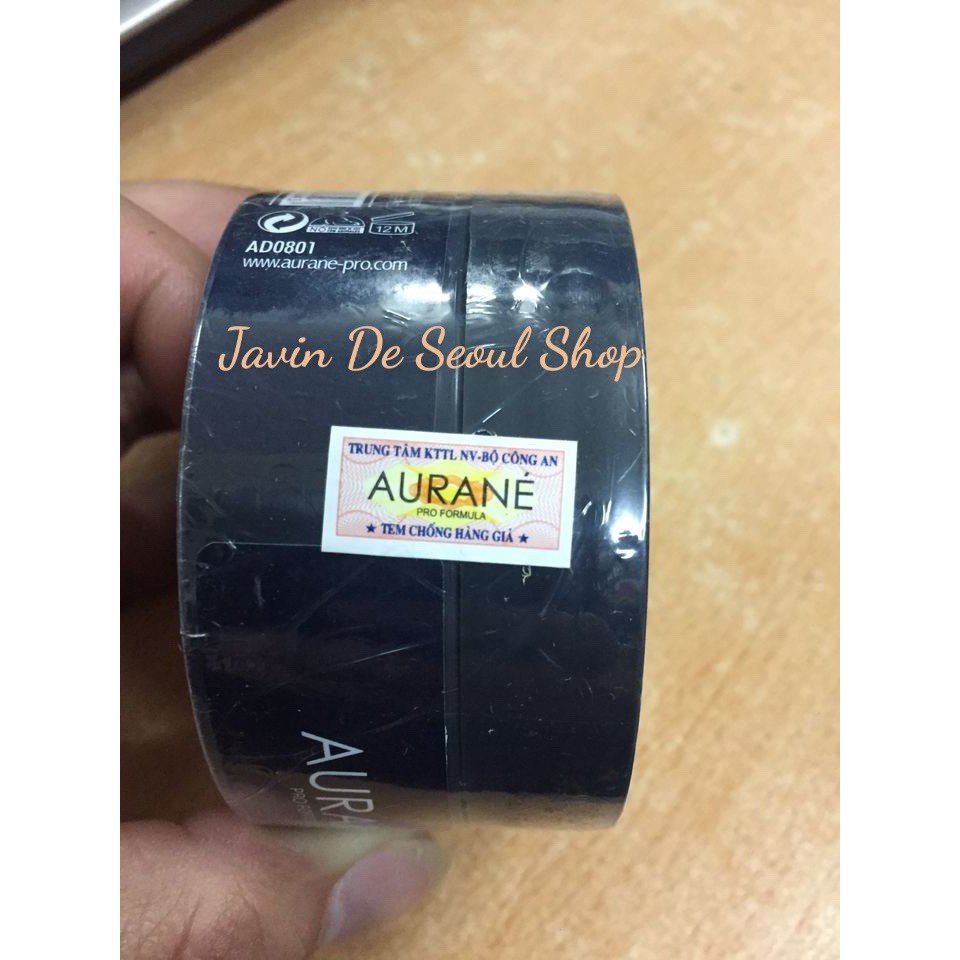 12M
AD0801
www.aurane-pro.com
Javin De Seoul Shop
TRUNG TÂM KTTL NV-BỘ CÔNG AN
AURANÉ
PRO FORMULA
★ TEM CHỐNG HÀNG GIẢ ★
AURA